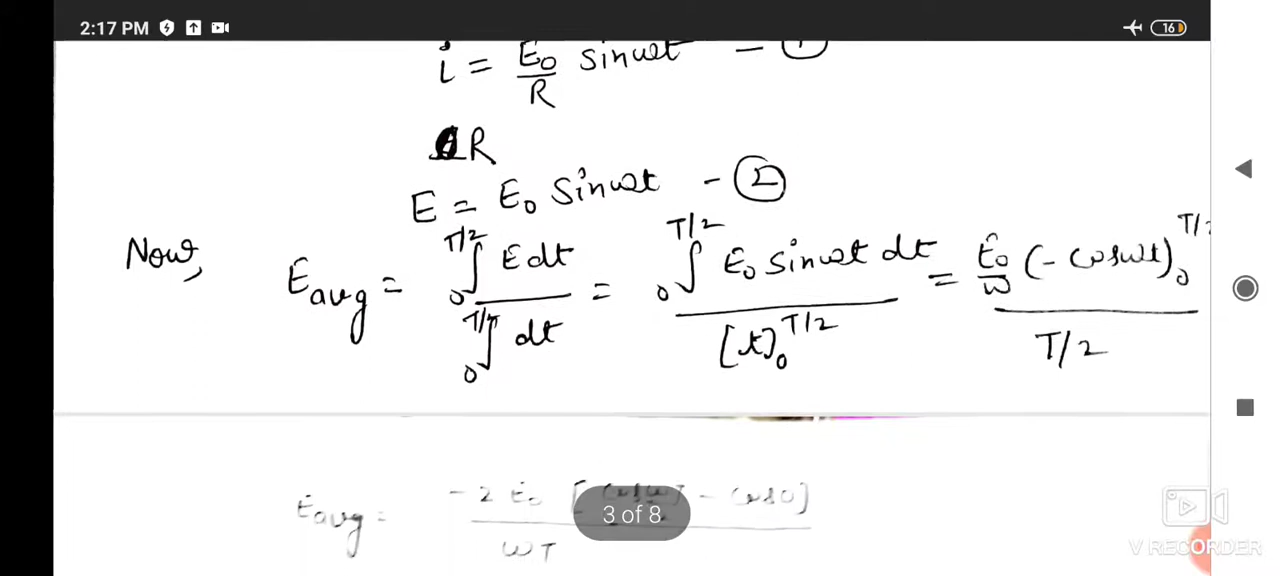 2:17 PM 16
i = E₀/R sinωt - ①
OR
E = E₀ sinωt - ②
Now, E_avg = ∫₀^{T/2} E dt / ∫₀^{T/2} dt = ∫₀^{T/2} E₀ sinωt dt / [t]₀^{T/2} = E₀/ω (-cosωt)₀^{T/2} / T/2
E_avg = -2 E₀ [ - cos0] / ωT
3 of 8
V RECORDER